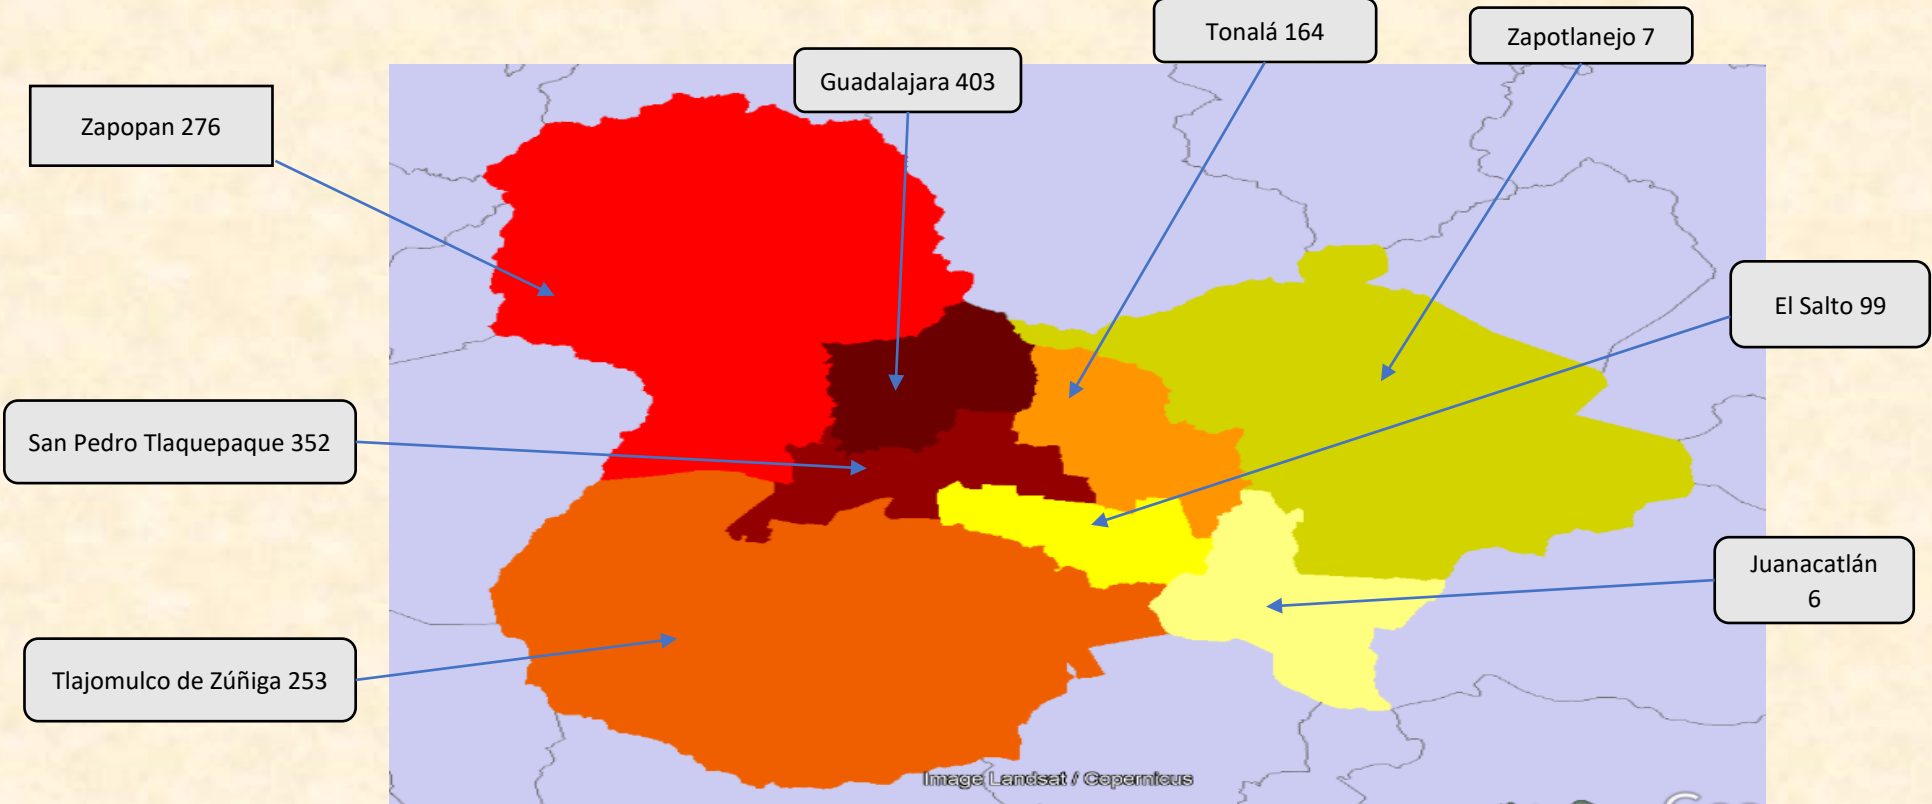 Tonalá 164
Zapotlanejo 7
Guadalajara 403
Zapopan 276
El Salto 99
San Pedro Tlaquepaque 352
Juanacatlán
6
Tlajomulco de Zúñiga 253
Image Landsat / Copernicus